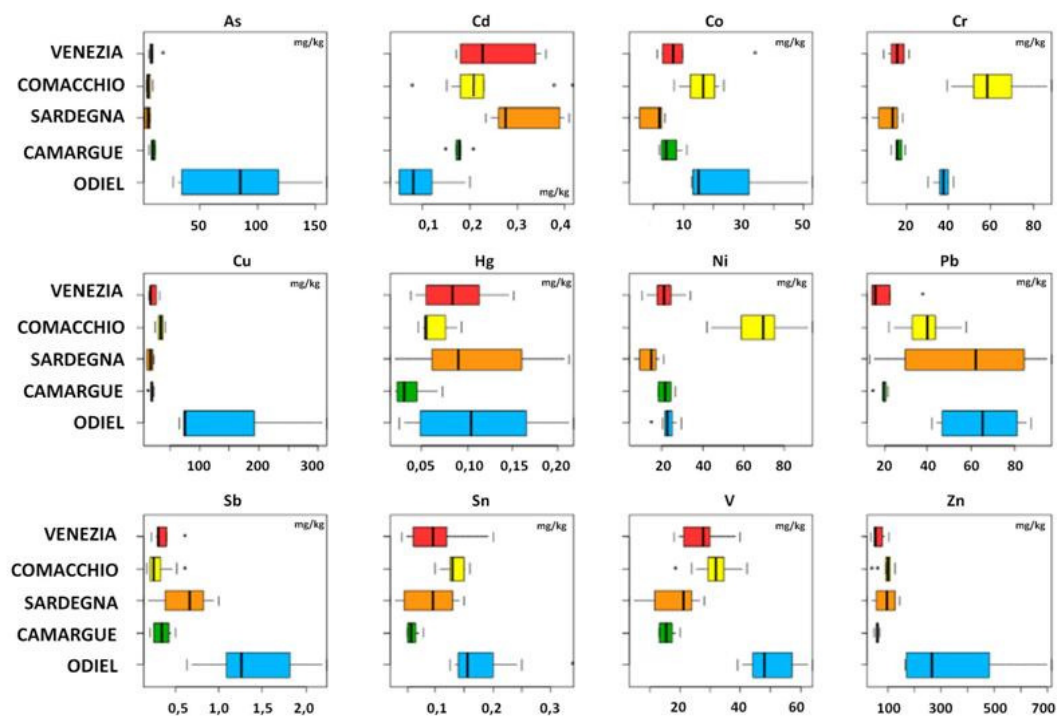 As Cd Co Cr
mg/kg mg/kg mg/kg
VENEZIA
COMACCHIO
SARDEGNA
CAMARGUE
ODIEL
mg/kg
50 100 150 0,1 0,2 0,3 0,4 10 30 50 20 40 60 80
Cu Hg Ni Pb
mg/kg mg/kg mg/kg mg/kg
VENEZIA
COMACCHIO
SARDEGNA
CAMARGUE
ODIEL
100 200 300 0,05 0,10 0,15 0,20 20 40 60 80 20 40 60 80
Sb Sn V Zn
mg/kg mg/kg mg/kg mg/kg
VENEZIA
COMACCHIO
SARDEGNA
CAMARGUE
ODIEL
0,5 1,5 2,0 0,1 0,2 0,3 20 40 60 100 300 500 700